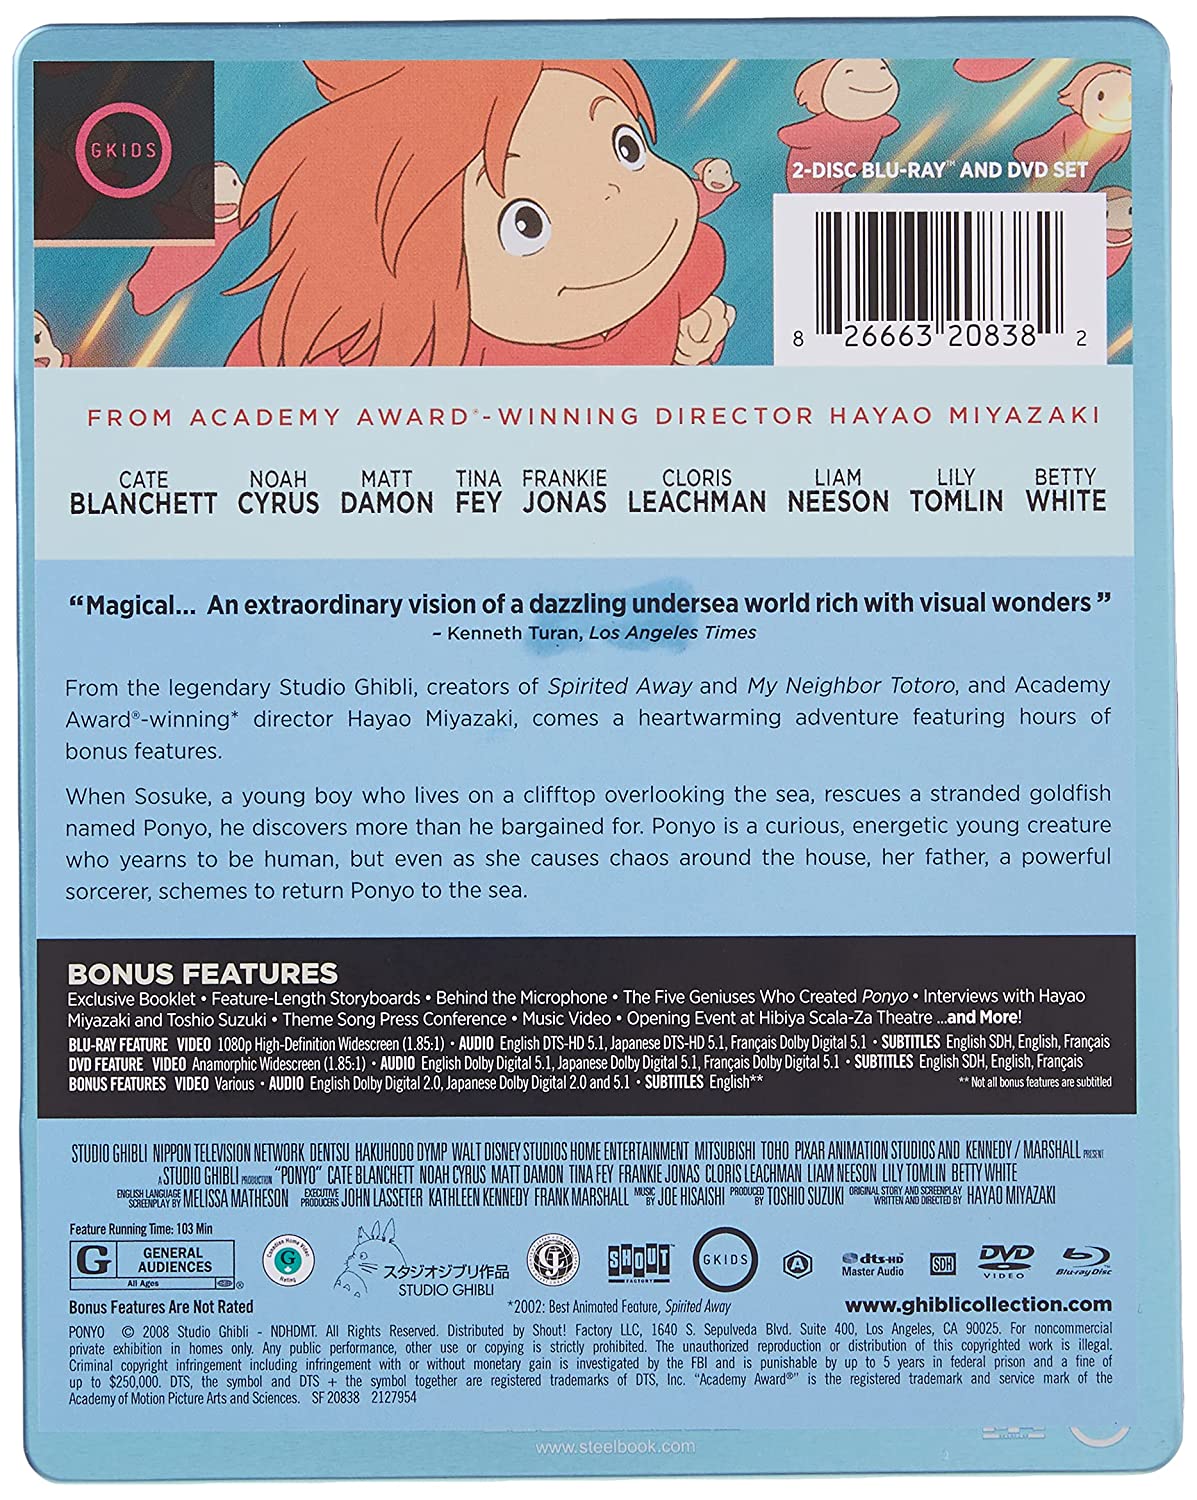 GKIDS
2-DISC BLU-RAY™ AND DVD SET
8 26663 20838 2
FROM ACADEMY AWARD®-WINNING DIRECTOR HAYAO MIYAZAKI
CATE BLANCHETT NOAH CYRUS MATT DAMON TINA FEY FRANKIE JONAS CLORIS LEACHMAN LIAM NEESON LILY TOMLIN BETTY WHITE
“Magical... An extraordinary vision of a dazzling undersea world rich with visual wonders”
– Kenneth Turan, Los Angeles Times
From the legendary Studio Ghibli, creators of Spirited Away and My Neighbor Totoro, and Academy
Award®-winning* director Hayao Miyazaki, comes a heartwarming adventure featuring hours of
bonus features.
When Sosuke, a young boy who lives on a clifftop overlooking the sea, rescues a stranded goldfish
named Ponyo, he discovers more than he bargained for. Ponyo is a curious, energetic young creature
who yearns to be human, but even as she causes chaos around the house, her father, a powerful
sorcerer, schemes to return Ponyo to the sea.
BONUS FEATURES
Exclusive Booklet • Feature-Length Storyboards • Behind the Microphone • The Five Geniuses Who Created Ponyo • Interviews with Hayao
Miyazaki and Toshio Suzuki • Theme Song Press Conference • Music Video • Opening Event at Hibiya Scala-Za Theatre ...and More!
BLU-RAY FEATURE VIDEO 1080p High-Definition Widescreen (1.85:1) • AUDIO English DTS-HD 5.1, Japanese DTS-HD 5.1, Français Dolby Digital 5.1 • SUBTITLES English SDH, English, Français
DVD FEATURE VIDEO Anamorphic Widescreen (1.85:1) • AUDIO English Dolby Digital 5.1, Japanese Dolby Digital 5.1, Français Dolby Digital 5.1 • SUBTITLES English SDH, English, Français
BONUS FEATURES VIDEO Various • AUDIO English Dolby Digital 2.0, Japanese Dolby Digital 2.0 and 5.1 • SUBTITLES English** **Not all bonus features are subtitled
STUDIO GHIBLI NIPPON TELEVISION NETWORK DENTSU HAKUHODO DYMP WALT DISNEY STUDIOS HOME ENTERTAINMENT MITSUBISHI TOHO PIXAR ANIMATION STUDIOS AND KENNEDY / MARSHALL PRESENT
A STUDIO GHIBLI PRODUCTION "PONYO" CATE BLANCHETT NOAH CYRUS MATT DAMON TINA FEY FRANKIE JONAS CLORIS LEACHMAN LIAM NEESON LILY TOMLIN BETTY WHITE
ENGLISH LANGUAGE SCREENPLAY BY MELISSA MATHESON EXECUTIVE PRODUCERS JOHN LASSETER KATHLEEN KENNEDY FRANK MARSHALL MUSIC BY JOE HISAISHI PRODUCED BY TOSHIO SUZUKI ORIGINAL STORY AND SCREENPLAY WRITTEN AND DIRECTED BY HAYAO MIYAZAKI
Feature Running Time: 103 Min
G GENERAL AUDIENCES
All Ages ®
Canadian Home Video G Rating
スタジオジブリ作品
STUDIO GHIBLI
SHOUT! FACTORY
GKIDS
A
dts-HD Master Audio
SDH
DVD VIDEO
Blu-ray Disc
Bonus Features Are Not Rated
*2002: Best Animated Feature, Spirited Away
www.ghiblicollection.com
PONYO © 2008 Studio Ghibli - NDHDMT. All Rights Reserved. Distributed by Shout! Factory LLC, 1640 S. Sepulveda Blvd. Suite 400, Los Angeles, CA 90025. For noncommercial
private exhibition in homes only. Any public performance, other use or copying is strictly prohibited. The unauthorized reproduction or distribution of this copyrighted work is illegal.
Criminal copyright infringement including infringement with or without monetary gain is investigated by the FBI and is punishable by up to 5 years in federal prison and a fine of
up to $250,000. DTS, the symbol and DTS + the symbol together are registered trademarks of DTS, Inc. "Academy Award®" is the registered trademark and service mark of the
Academy of Motion Picture Arts and Sciences. SF 20838 2127954
www.steelbook.com